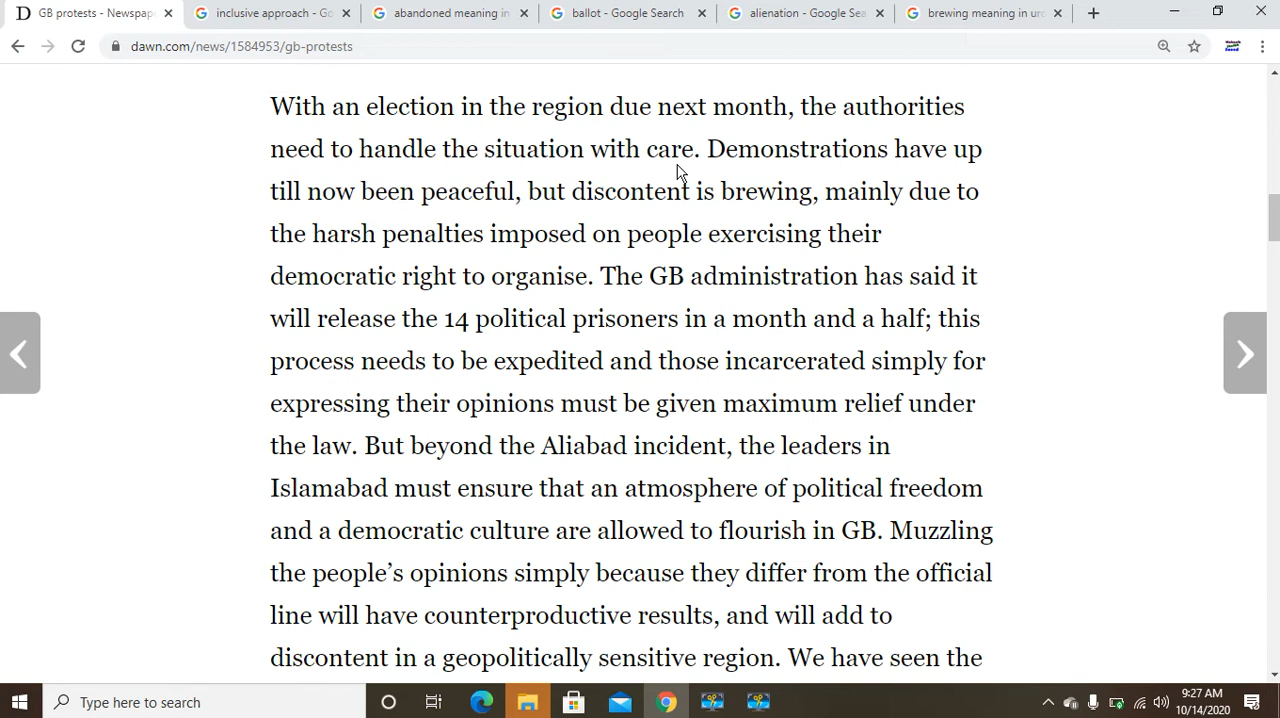 GB protests - Newspape
inclusive approach - Go
abandoned meaning in
ballot - Google Search
alienation - Google Sea
brewing meaning in urd
dawn.com/news/1584953/gb-protests
With an election in the region due next month, the authorities
need to handle the situation with care. Demonstrations have up
till now been peaceful, but discontent is brewing, mainly due to
the harsh penalties imposed on people exercising their
democratic right to organise. The GB administration has said it
will release the 14 political prisoners in a month and a half; this
process needs to be expedited and those incarcerated simply for
expressing their opinions must be given maximum relief under
the law. But beyond the Aliabad incident, the leaders in
Islamabad must ensure that an atmosphere of political freedom
and a democratic culture are allowed to flourish in GB. Muzzling
the people’s opinions simply because they differ from the official
line will have counterproductive results, and will add to
discontent in a geopolitically sensitive region. We have seen the
Type here to search
9:27 AM
10/14/2020